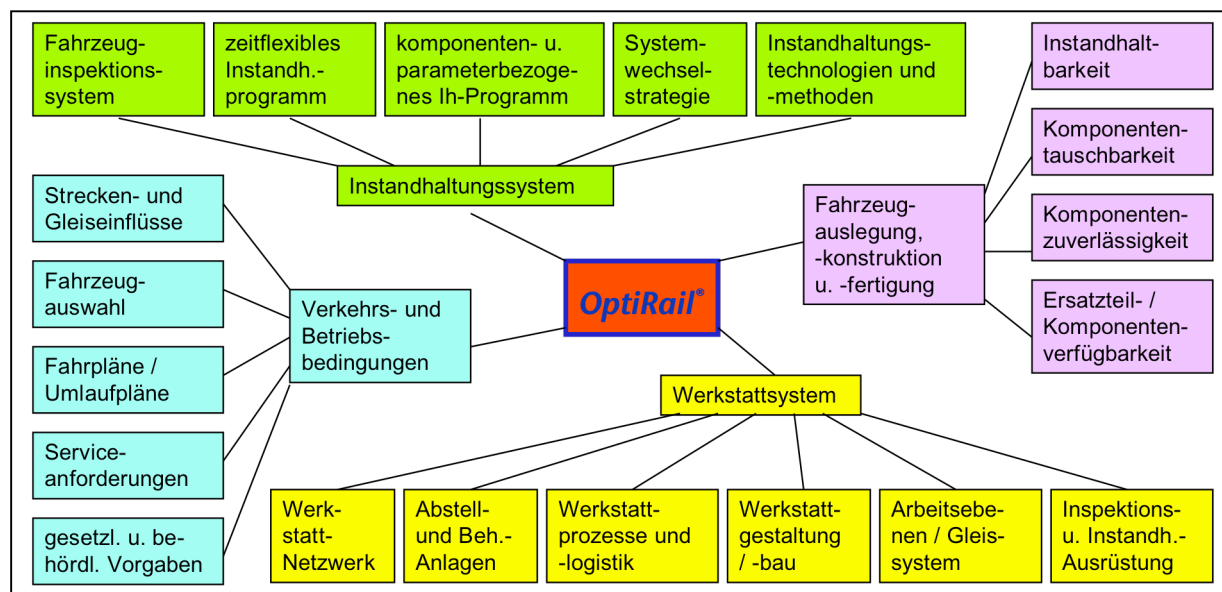 Fahrzeug-
inspektions-
system
zeitflexibles
Instandh.-
programm
komponenten- u.
parameterbezoge-
nes Ih-Programm
System-
wechsel-
strategie
Instandhaltungs-
technologien und
-methoden
Instandhaltungssystem
Instandhalt-
barkeit
Komponenten-
tauschbarkeit
Komponenten-
zuverlässigkeit
Ersatzteil- /
Komponenten-
verfügbarkeit
Fahrzeug-
auslegung,
-konstruktion
u. -fertigung
OptiRail®
Strecken- und
Gleiseinflüsse
Fahrzeug-
auswahl
Fahrpläne /
Umlaufpläne
Service-
anforderungen
gesetzl. u. be-
hördl. Vorgaben
Verkehrs- und
Betriebs-
bedingungen
Werkstattsystem
Werk-
statt-
Netzwerk
Abstell-
und Beh.-
Anlagen
Werkstatt-
prozesse und
-logistik
Werkstatt-
gestaltung
/ -bau
Arbeitsebe-
nen / Gleis-
system
Inspektions-
u. Instandh.-
Ausrüstung